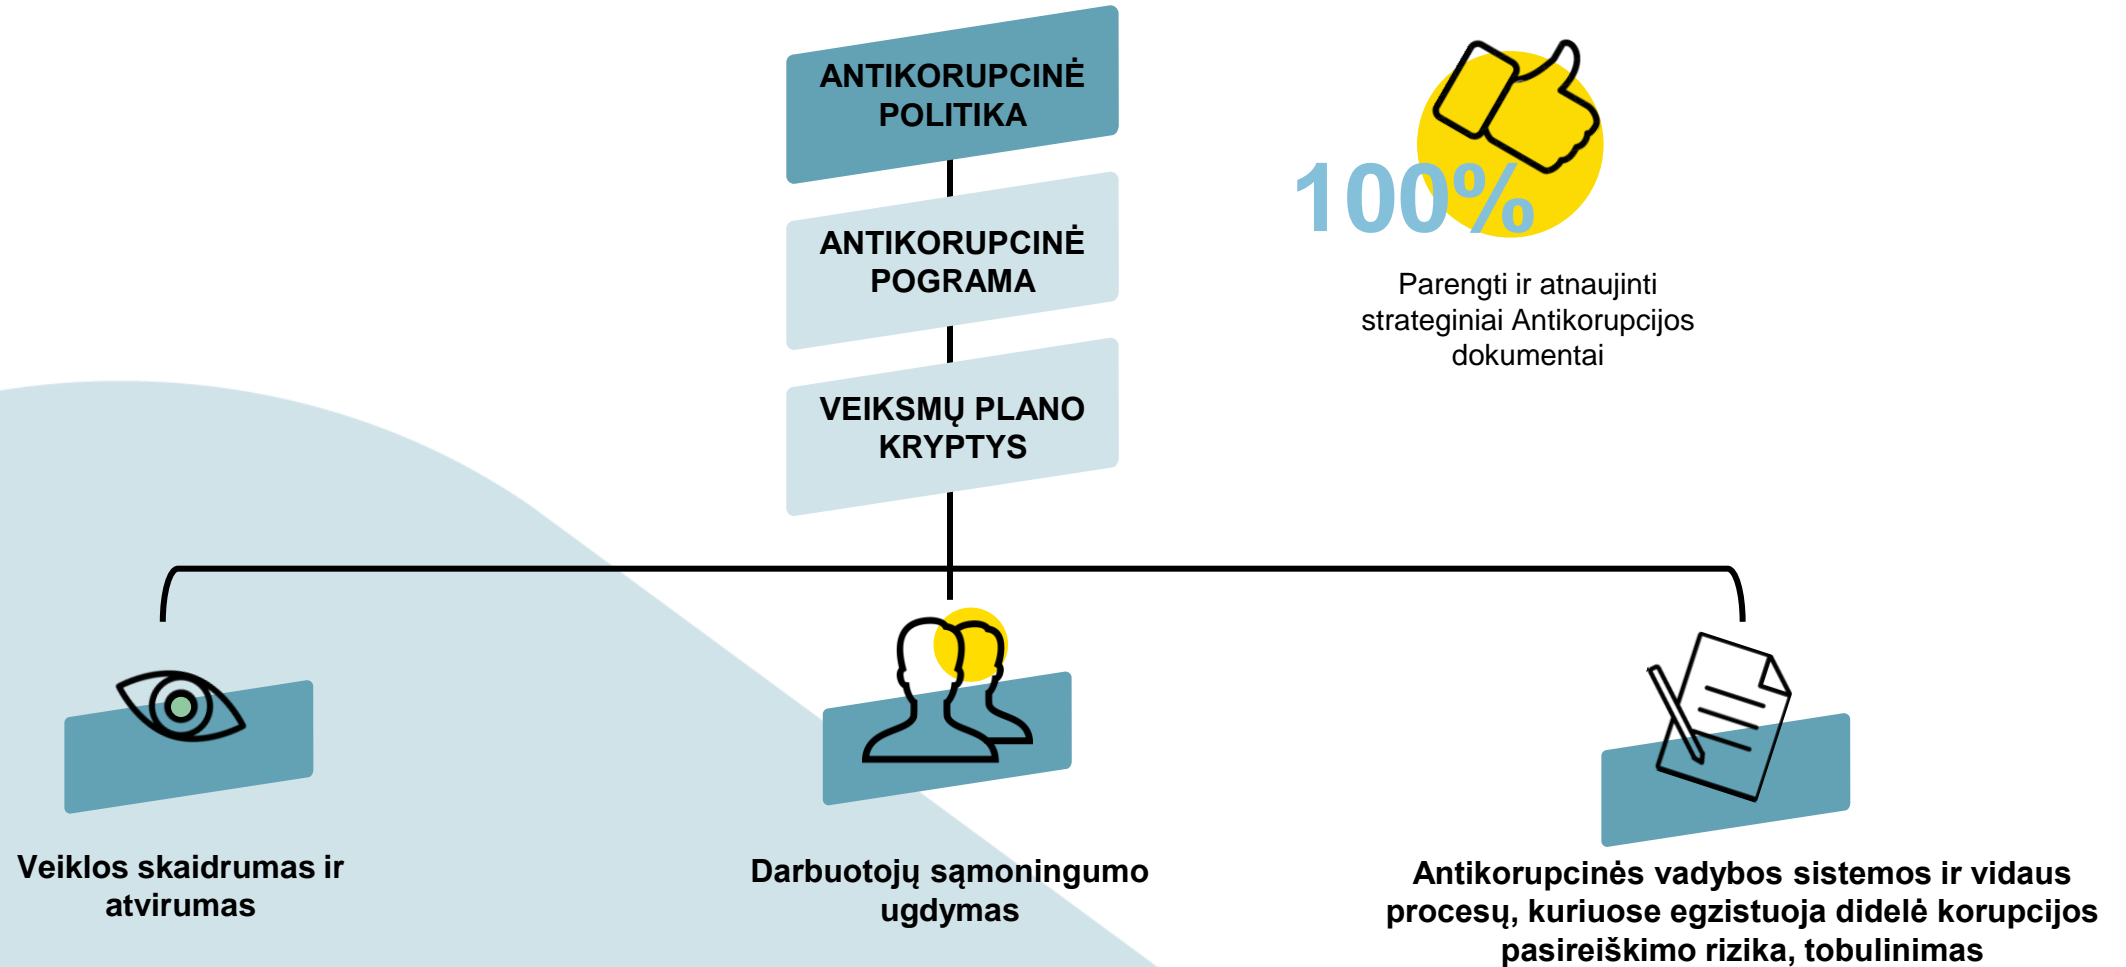 ANTIKORUPCINĖ
POLITIKA
ANTIKORUPCINĖ
POGRAMA
VEIKSMŲ PLANO
KRYPTYS
100%
Parengti ir atnaujinti
strateginiai Antikorupcijos
dokumentai
Veiklos skaidrumas ir
atvirumas
Darbuotojų sąmoningumo
ugdymas
Antikorupcinės vadybos sistemos ir vidaus
procesų, kuriuose egzistuoja didelė korupcijos
pasireiškimo rizika, tobulinimas